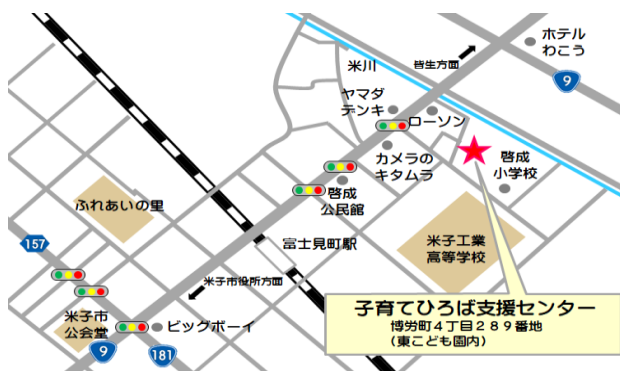 ホテル
わこう
米川
皆生方面
9
ヤマダ
デンキ
ローソン
カメラの
キタムラ
啓成
小学校
啓成
公民館
ふれあいの里
富士見町駅
米子工業
高等学校
157
米子市役所方面
米子市
公会堂
ビッグボーイ
9
181
子育てひろば支援センター
博労町4丁目289番地
(東こども園内)